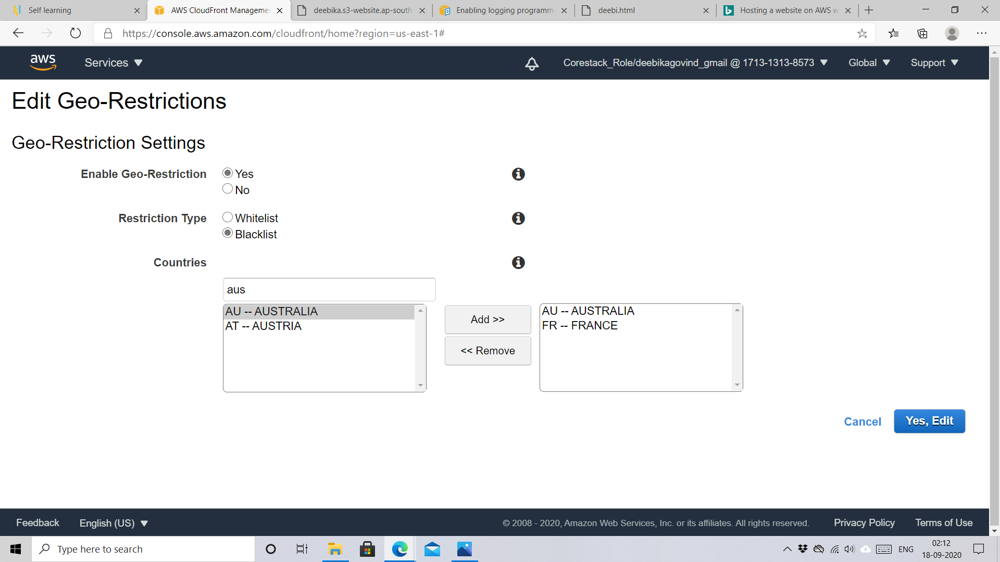 Self learning
AWS CloudFront Manageme
deebika.s3-website.ap-south
Enabling logging programma
deebi.html
Hosting a website on AWS w
https://console.aws.amazon.com/cloudfront/home?region=us-east-1#
aws
Services
Corestack_Role/deebikagovind_gmail @ 1713-1313-8573
Global
Support
Edit Geo-Restrictions
Geo-Restriction Settings
Enable Geo-Restriction
Yes
No
Restriction Type
Whitelist
Blacklist
Countries
aus
AU -- AUSTRALIA
AT -- AUSTRIA
Add >>
<< Remove
AU -- AUSTRALIA
FR -- FRANCE
Cancel
Yes, Edit
Feedback
English (US)
© 2008 - 2020, Amazon Web Services, Inc. or its affiliates. All rights reserved.
Privacy Policy
Terms of Use
Type here to search
ENG
02:12
18-09-2020